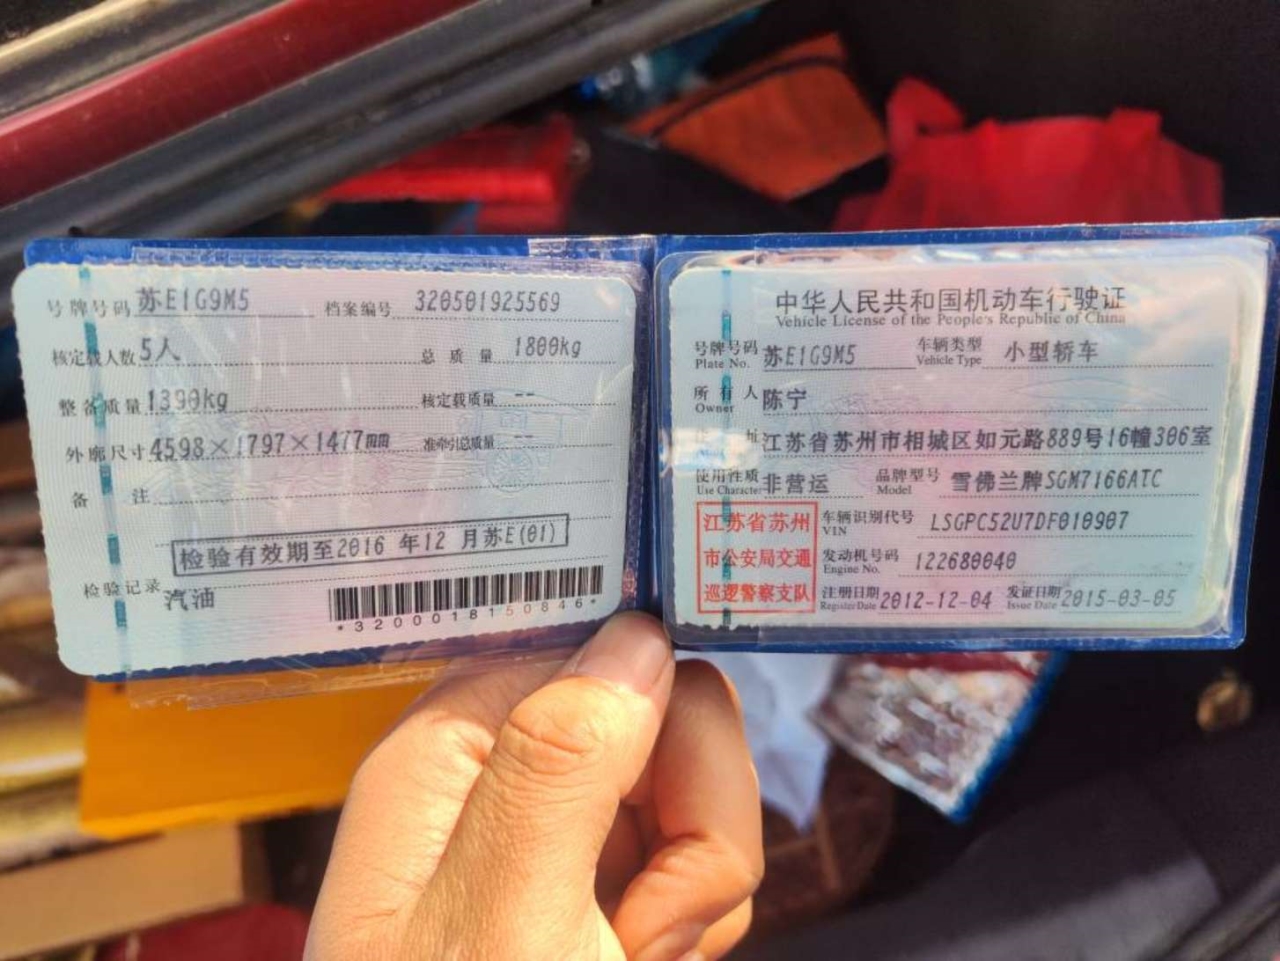 号牌号码 苏E1G9M5 档案编号 320501925569
核定载人数 5人 总质量 1800kg
整备质量 1390kg 核定载质量 --
外廓尺寸 4598×1797×1477mm 准牵引总质量 --
备注
检验有效期至2016 年12 月苏E(01)
检验记录
汽油
*3200018150846*
中华人民共和国机动车行驶证
Vehicle License of the People's Republic of China
号牌号码 苏E1G9M5 车辆类型 小型轿车
Plate No. Vehicle Type
所有人 陈宁
Owner
住址 江苏省苏州市相城区如元路889号16幢306室
使用性质 非营运 品牌型号 雪佛兰牌SGM7166ATC
Use Character Model
江苏省苏州
市公安局交通
巡逻警察支队
车辆识别代号 LSGPC52U7DF010907
VIN
发动机号码 122680040
Engine No.
注册日期 2012-12-04 发证日期 2015-03-05
Register Date Issue Date